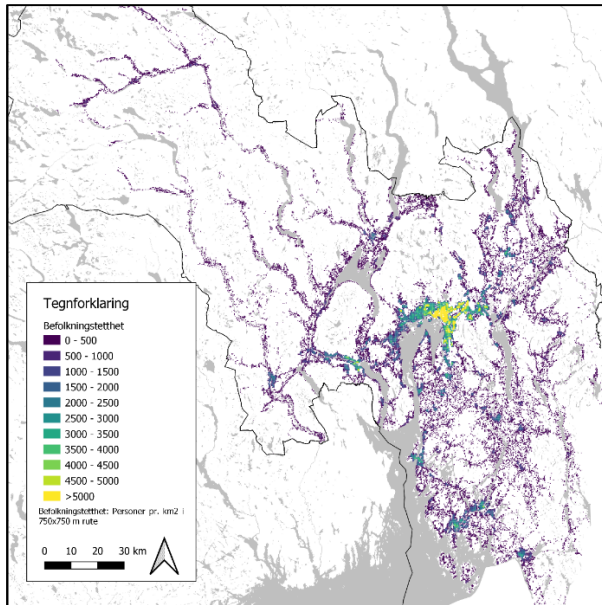 Tegnforklaring
Befolkningstetthet
0 - 500
500 - 1000
1000 - 1500
1500 - 2000
2000 - 2500
2500 - 3000
3000 - 3500
3500 - 4000
4000 - 4500
4500 - 5000
>5000
Befolkningstetthet: Personer pr. km2 i
750x750 m rute
0 10 20 30 km